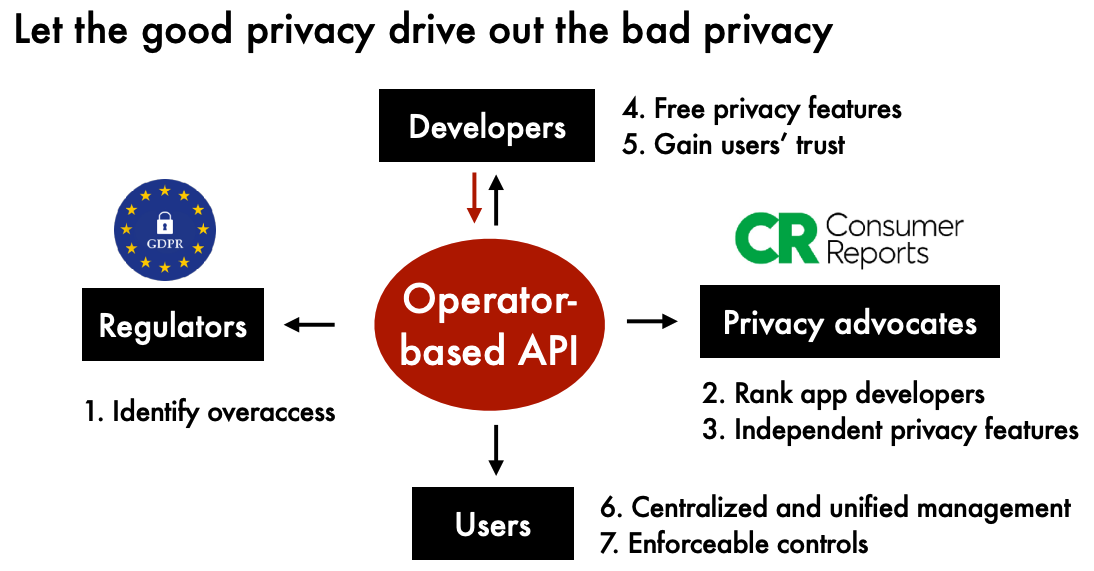 Let the good privacy drive out the bad privacy
Developers
4. Free privacy features
5. Gain users’ trust
GDPR
Regulators
1. Identify overaccess
Operator-
based API
CR Consumer
Reports
Privacy advocates
2. Rank app developers
3. Independent privacy features
Users
6. Centralized and unified management
7. Enforceable controls